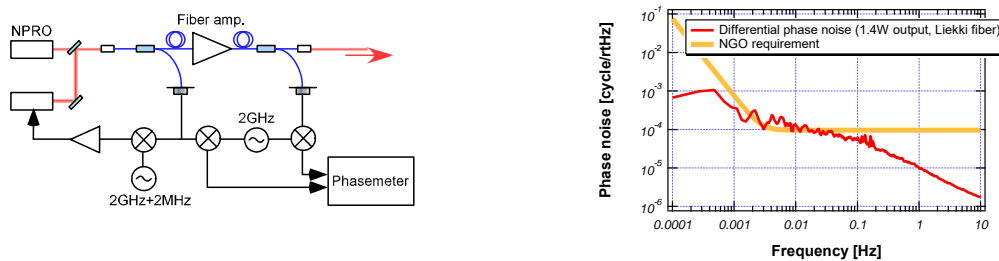 Fiber amp.
NPRO
2GHz
2GHz+2MHz
Phasemeter
Differential phase noise (1.4W output, Liekki fiber)
NGO requirement
Phase noise [cycle/rtHz]
10-1
10-2
10-3
10-4
10-5
10-6
0.0001
0.001
0.01
0.1
1
10
Frequency [Hz]